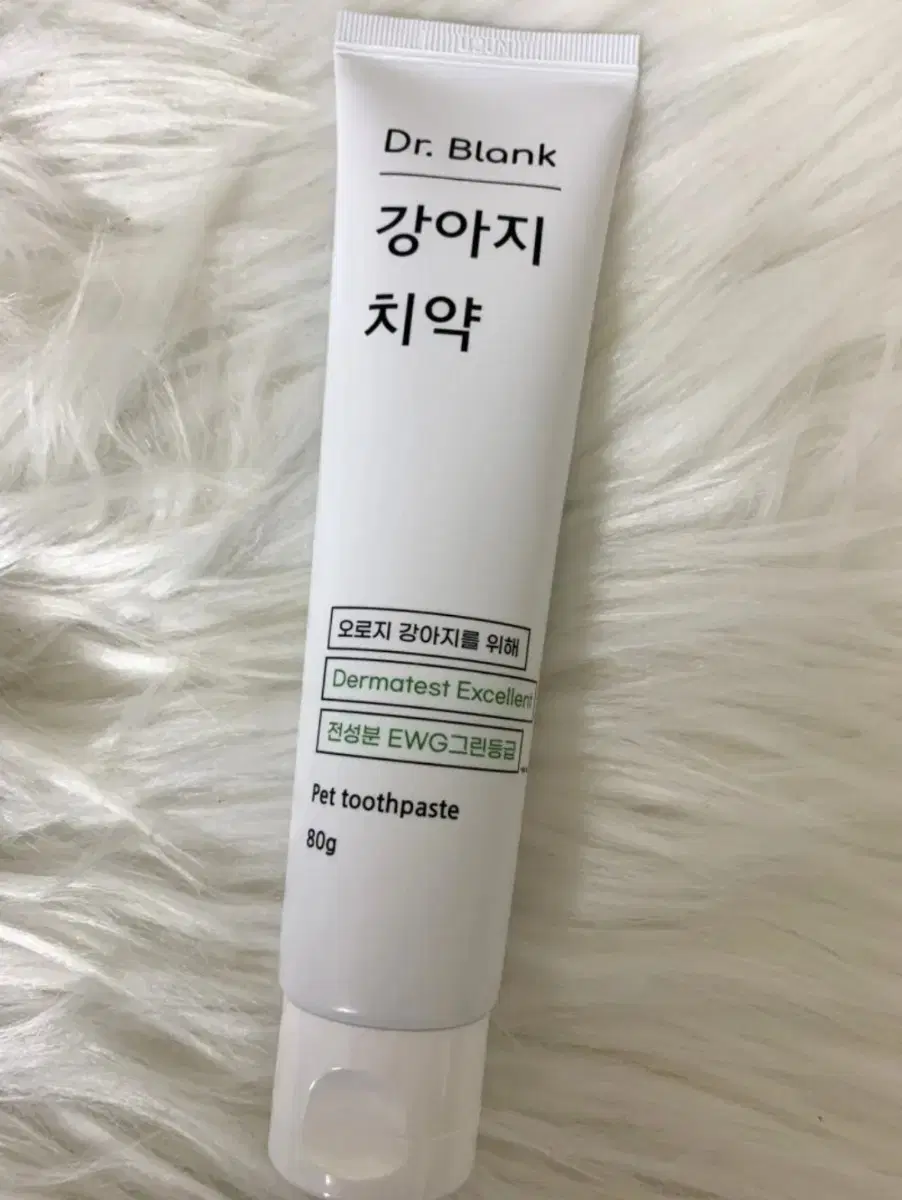 Dr. Blank
강아지
치약
오로지 강아지를 위해
Dermatest Excellent
전성분 EWG그린등급
Pet toothpaste
80g